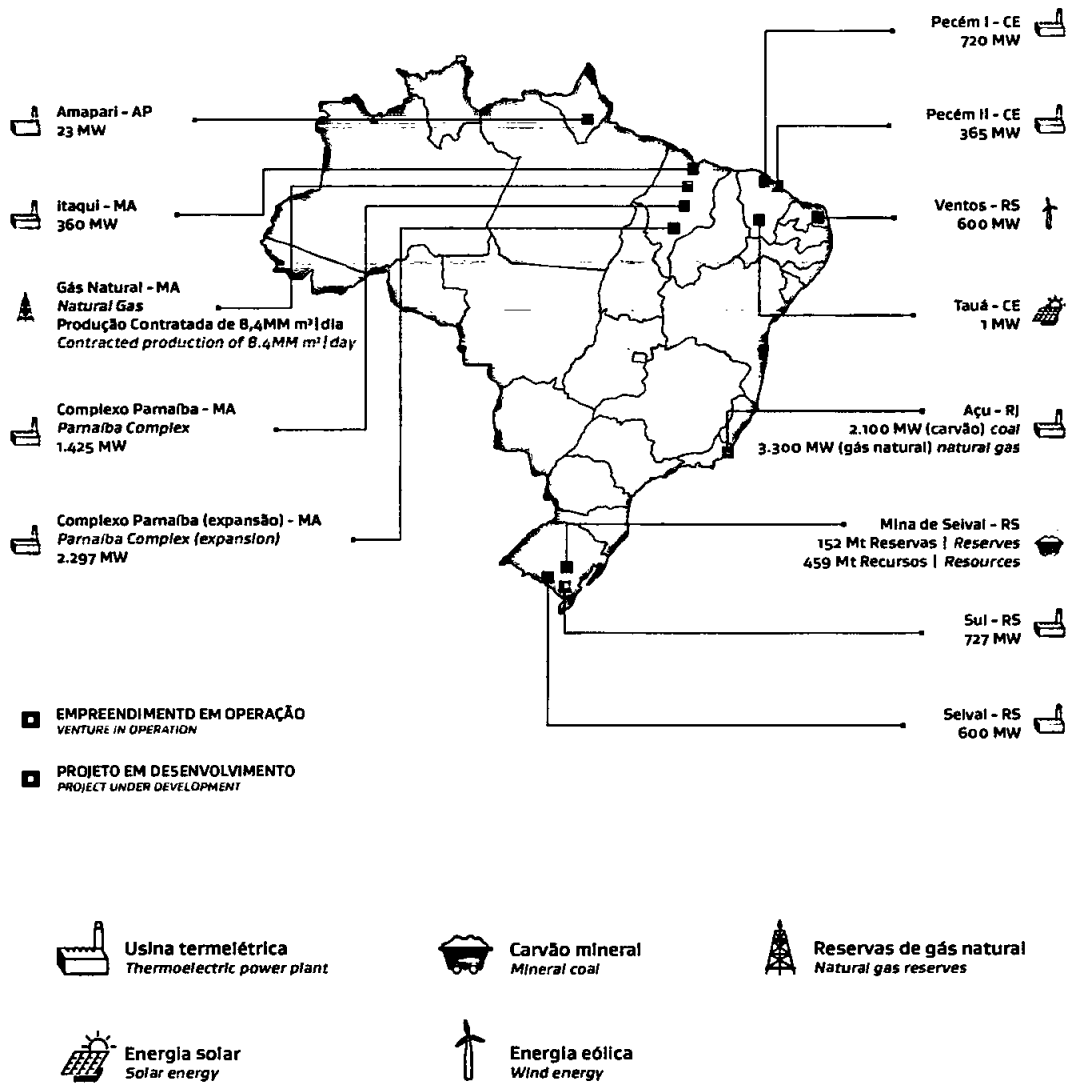 Pecém I - CE
720 MW
Amapari - AP
23 MW
Pecém II - CE
365 MW
itaqui - MA
360 MW
Ventos - RS
600 MW
Gás Natural - MA
Natural Gas
Produção Contratada de 8,4MM m³|dia
Contracted production of 8.4MM m³|day
Tauá - CE
1 MW
Complexo Parnaíba - MA
Parnaíba Complex
1.425 MW
Açu - RJ
2.100 MW (carvão) coal
3.300 MW (gás natural) natural gas
Complexo Parnaíba (expansão) - MA
Parnaíba Complex (expansion)
2.297 MW
Mina de Seival - RS
152 Mt Reservas | Reserves
459 Mt Recursos | Resources
Sul - RS
727 MW
Seival - RS
600 MW
EMPREENDIMENTO EM OPERAÇÃO
VENTURE IN OPERATION
PROJETO EM DESENVOLVIMENTO
PROJECT UNDER DEVELOPMENT
Usina termelétrica
Thermoelectric power plant
Carvão mineral
Mineral coal
Reservas de gás natural
Natural gas reserves
Energia solar
Solar energy
Energia eólica
Wind energy